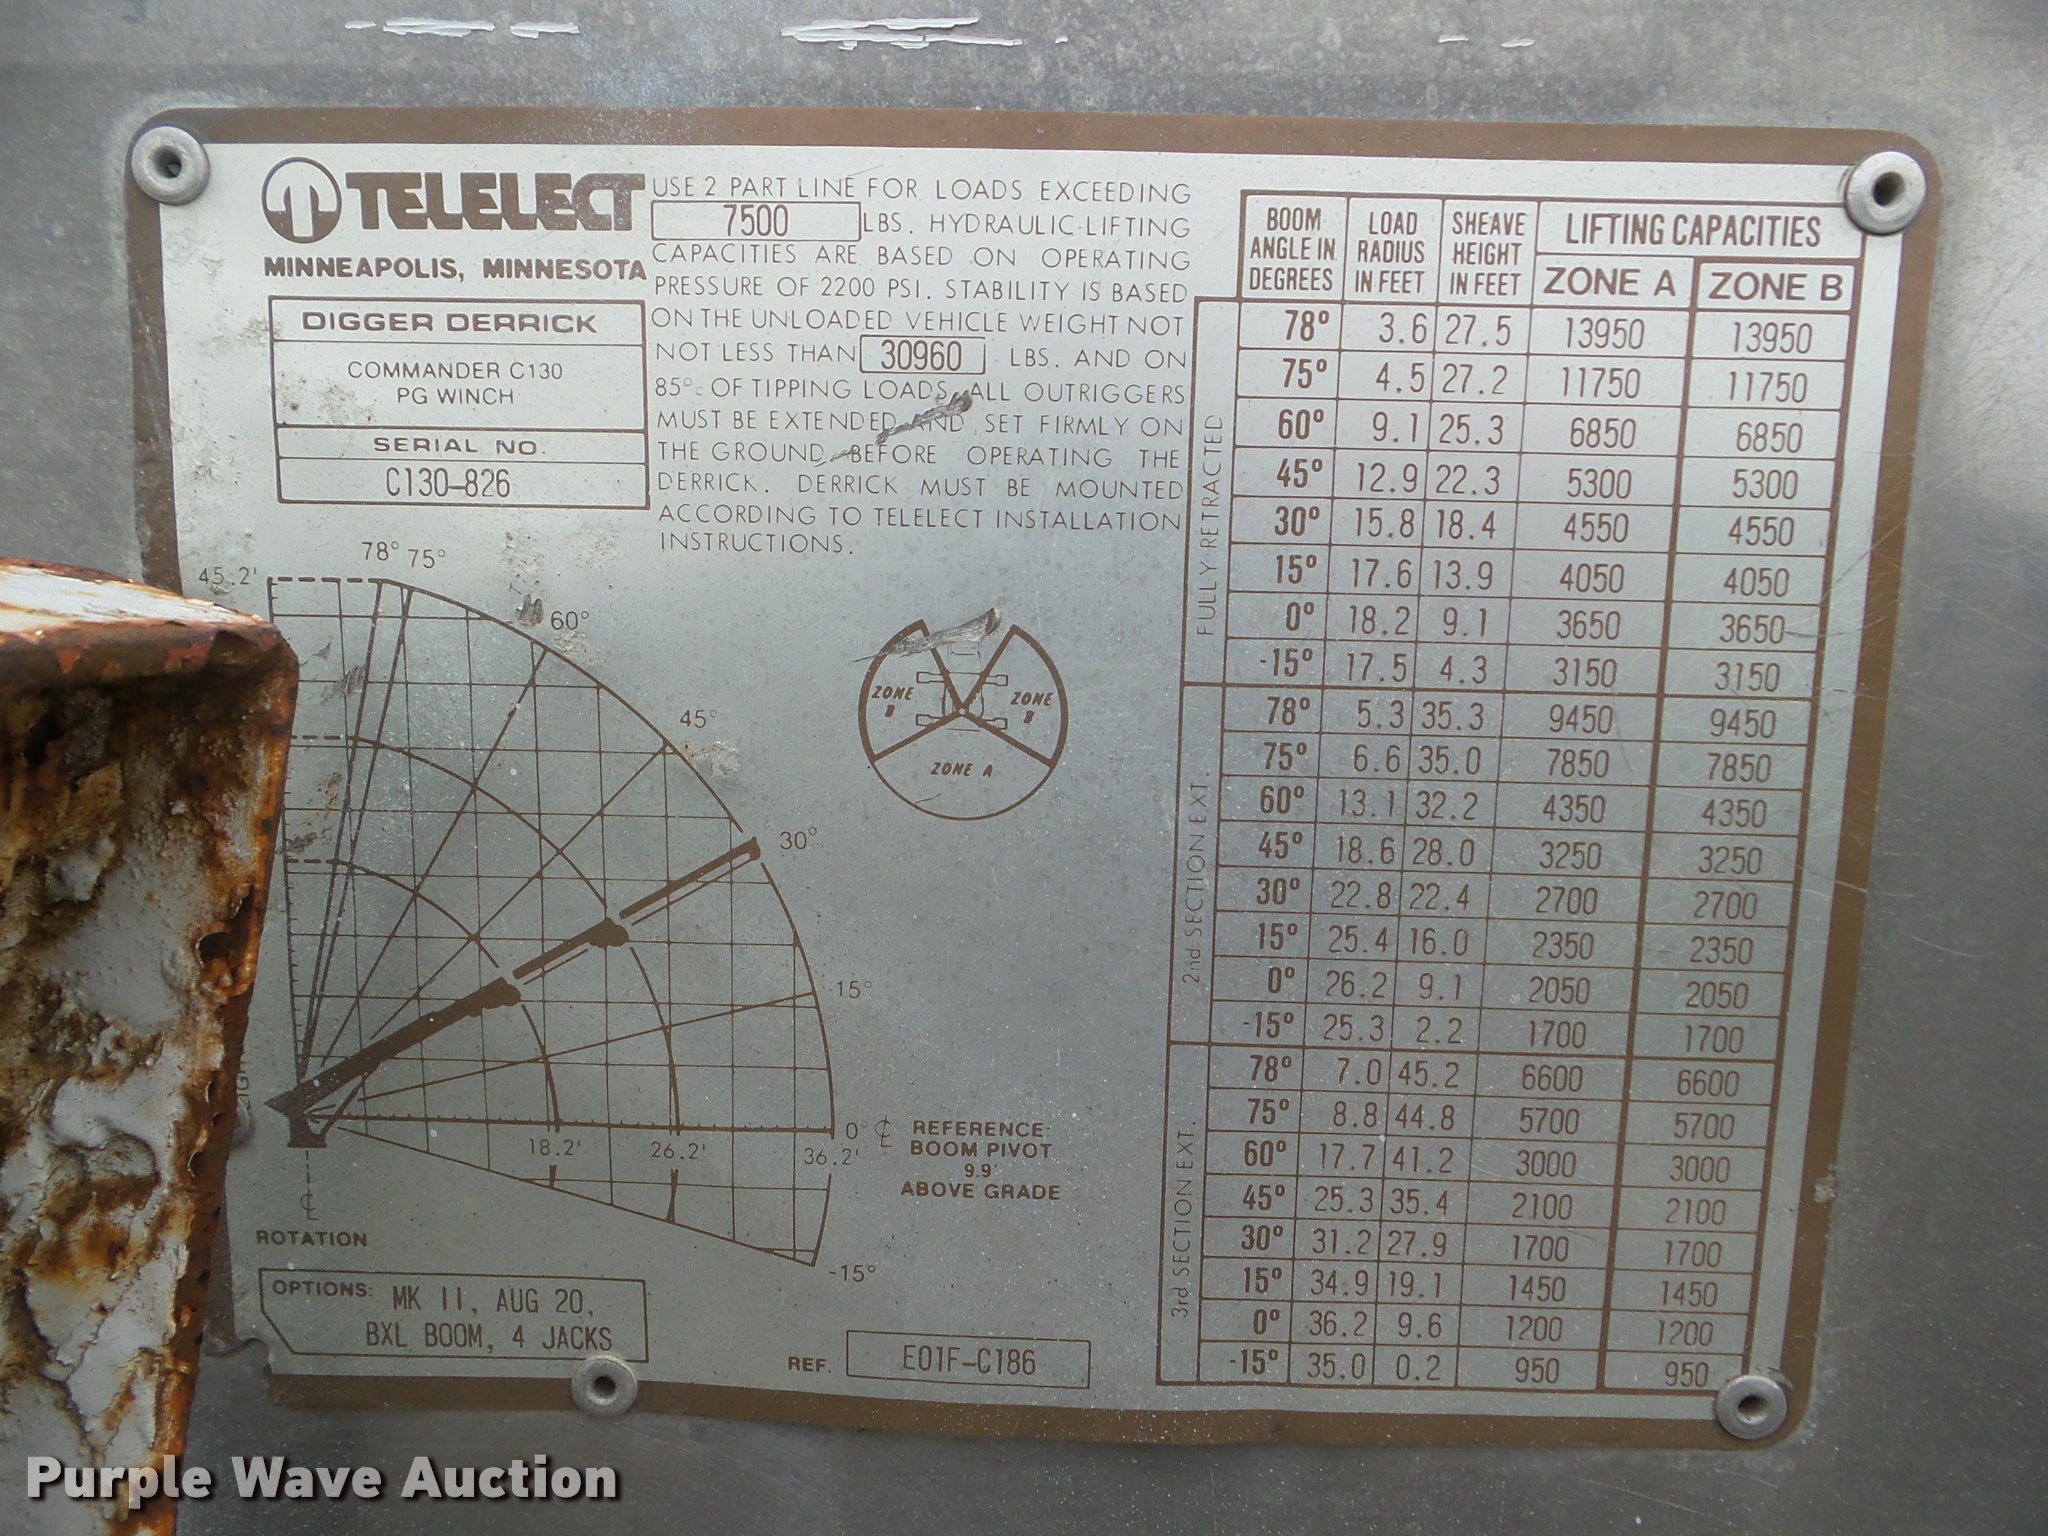 TELELECT
MINNEAPOLIS, MINNESOTA
DIGGER DERRICK
COMMANDER C130
PG WINCH
SERIAL NO.
C130-826
USE 2 PART LINE FOR LOADS EXCEEDING
7500 LBS. HYDRAULIC LIFTING
CAPACITIES ARE BASED ON OPERATING
PRESSURE OF 2200 PSI. STABILITY IS BASED
ON THE UNLOADED VEHICLE WEIGHT NOT
NOT LESS THAN 30960 LBS. AND ON
85% OF TIPPING LOADS. ALL OUTRIGGERS
MUST BE EXTENDED AND SET FIRMLY ON
THE GROUND BEFORE OPERATING THE
DERRICK. DERRICK MUST BE MOUNTED
ACCORDING TO TELELECT INSTALLATION
INSTRUCTIONS.
78° 75°
45.2'
60°
45°
30°
15°
0° ℄
18.2' 26.2' 36.2'
-15°
℄
ROTATION
ZONE B
ZONE B
ZONE A
REFERENCE:
BOOM PIVOT
9.9'
ABOVE GRADE
OPTIONS: MK II, AUG 20,
BXL BOOM, 4 JACKS
REF. E01F-C186
BOOM ANGLE IN DEGREES LOAD RADIUS IN FEET SHEAVE HEIGHT IN FEET LIFTING CAPACITIES
ZONE A ZONE B
FULLY RETRACTED
78° 3.6 27.5 13950 13950
75° 4.5 27.2 11750 11750
60° 9.1 25.3 6850 6850
45° 12.9 22.3 5300 5300
30° 15.8 18.4 4550 4550
15° 17.6 13.9 4050 4050
0° 18.2 9.1 3650 3650
-15° 17.5 4.3 3150 3150
2nd SECTION EXT.
78° 5.3 35.3 9450 9450
75° 6.6 35.0 7850 7850
60° 13.1 32.2 4350 4350
45° 18.6 28.0 3250 3250
30° 22.8 22.4 2700 2700
15° 25.4 16.0 2350 2350
0° 26.2 9.1 2050 2050
-15° 25.3 2.2 1700 1700
3rd. SECTION EXT.
78° 7.0 45.2 6600 6600
75° 8.8 44.8 5700 5700
60° 17.7 41.2 3000 3000
45° 25.3 35.4 2100 2100
30° 31.2 27.9 1700 1700
15° 34.9 19.1 1450 1450
0° 36.2 9.6 1200 1200
-15° 35.0 0.2 950 950
Purple Wave Auction